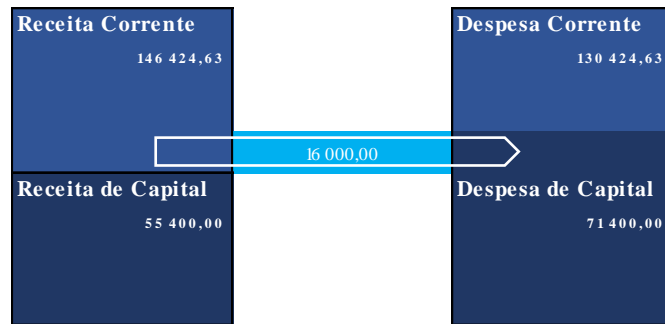 Receita Corrente
146 424,63
Despesa Corrente
130 424,63
16 000,00
Receita de Capital
55 400,00
Despesa de Capital
71 400,00